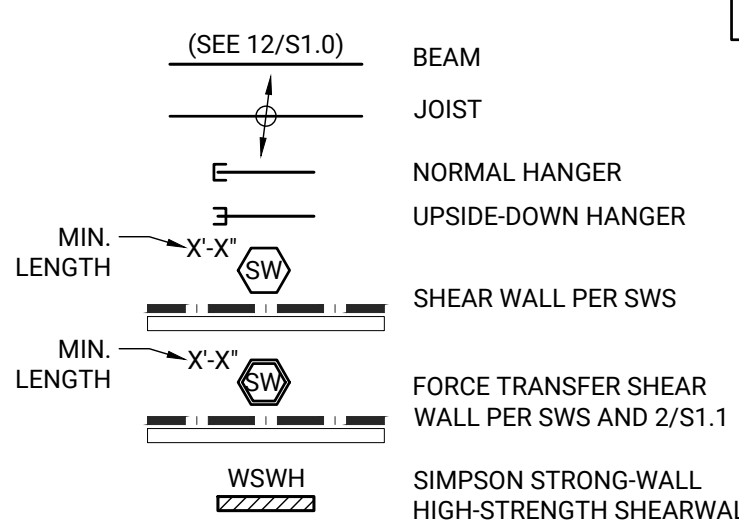 (SEE 12/S1.0)
BEAM
JOIST
NORMAL HANGER
UPSIDE-DOWN HANGER
MIN.
LENGTH
X'-X"
SW
SHEAR WALL PER SWS
MIN.
LENGTH
X'-X"
SW
FORCE TRANSFER SHEAR
WALL PER SWS AND 2/S1.1
WSWH
SIMPSON STRONG-WALL
HIGH-STRENGTH SHEARWAL